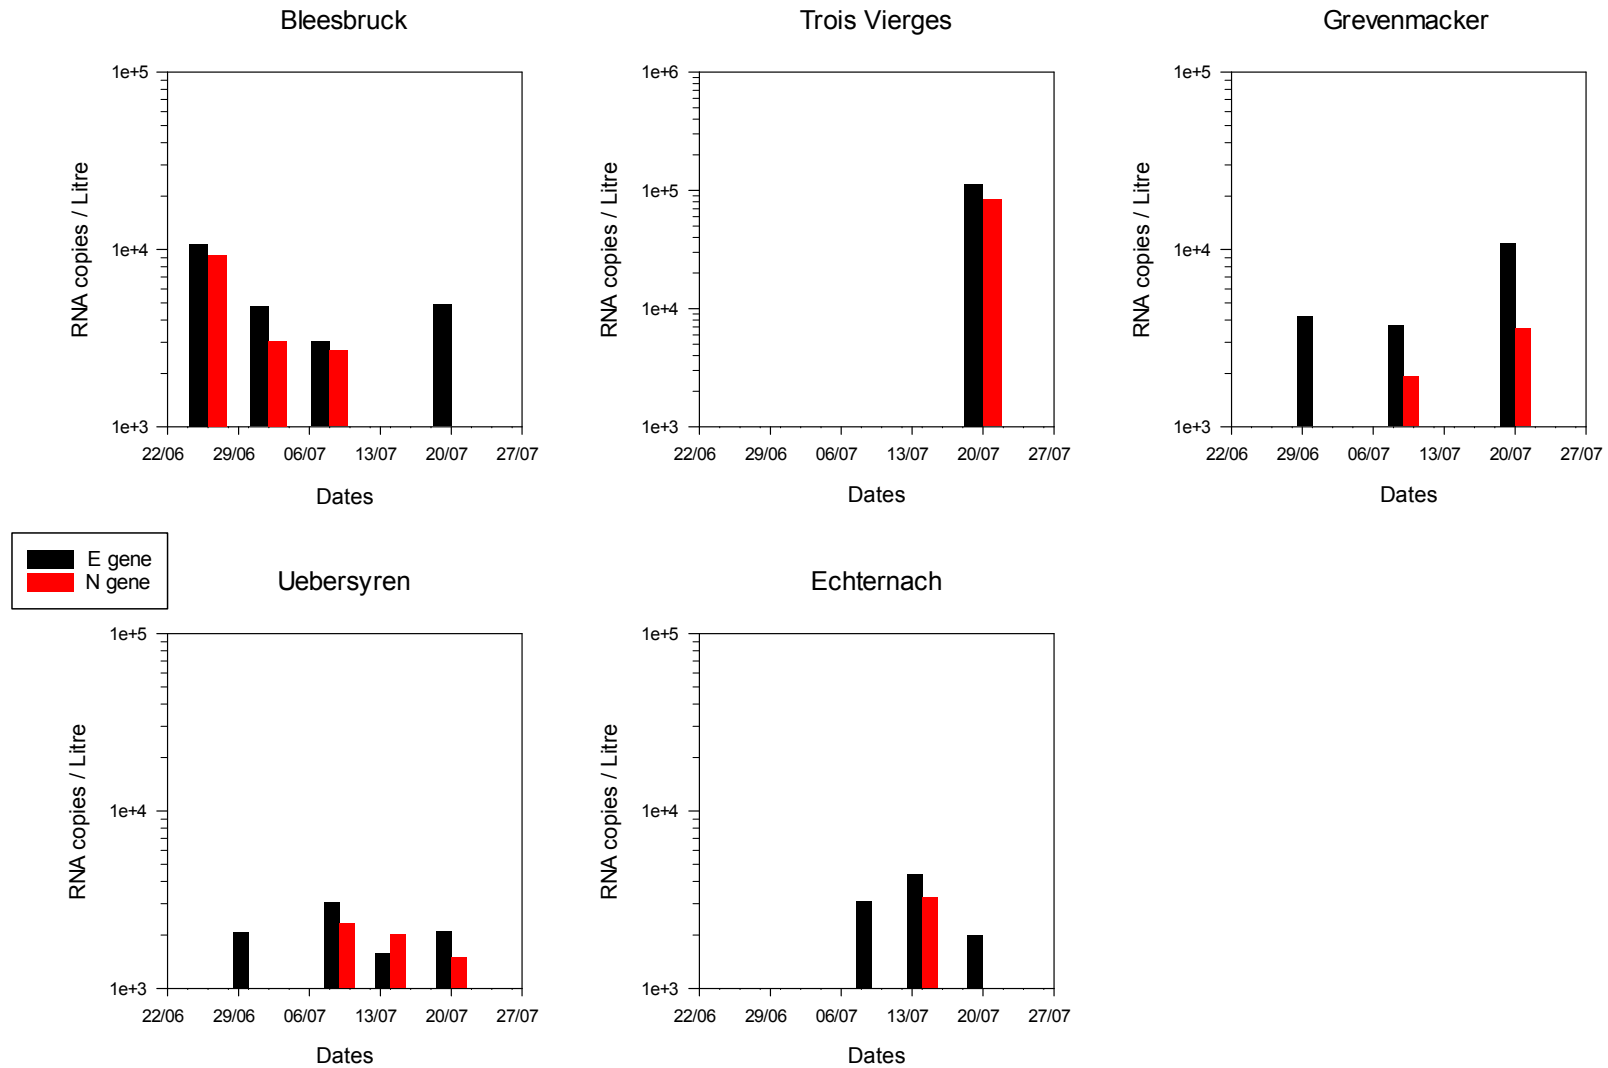 Bleesbruck
1e+5
1e+4
1e+3
RNA copies / Litre
22/06 29/06 06/07 13/07 20/07 27/07
Dates
Trois Vierges
1e+6
1e+5
1e+4
1e+3
RNA copies / Litre
22/06 29/06 06/07 13/07 20/07 27/07
Dates
Grevenmacker
1e+5
1e+4
1e+3
RNA copies / Litre
22/06 29/06 06/07 13/07 20/07 27/07
Dates
E gene
N gene
Uebersyren
1e+5
1e+4
1e+3
RNA copies / Litre
22/06 29/06 06/07 13/07 20/07 27/07
Dates
Echternach
1e+5
1e+4
1e+3
RNA copies / Litre
22/06 29/06 06/07 13/07 20/07 27/07
Dates